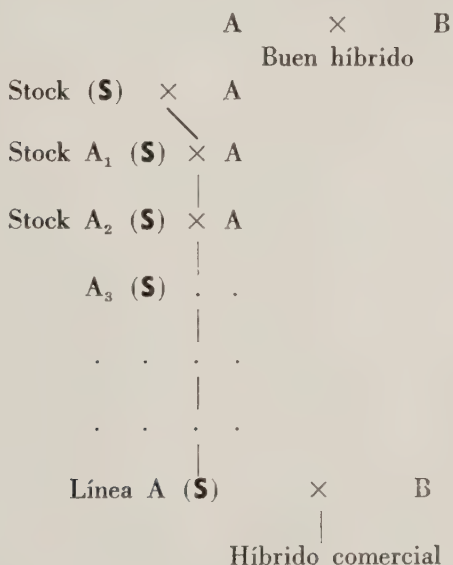 A × B
Buen híbrido
Stock (S) × A
Stock A₁ (S) × A
Stock A₂ (S) × A
A₃ (S) . .
. . . .
. . . .
Línea A (S) × B
Híbrido comercial